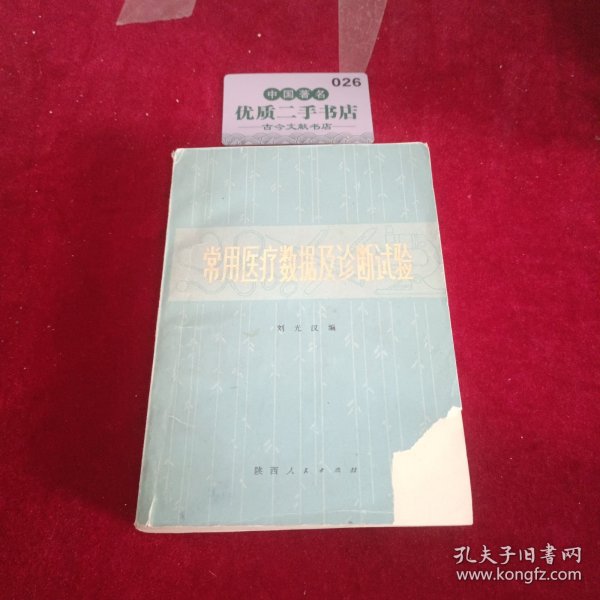 026
中国著名
优质二手书店
古今文献书店
常用医疗数据及诊断试验
刘光汉编
陕西人民出版社
孔夫子旧书网
www.kongfz.com